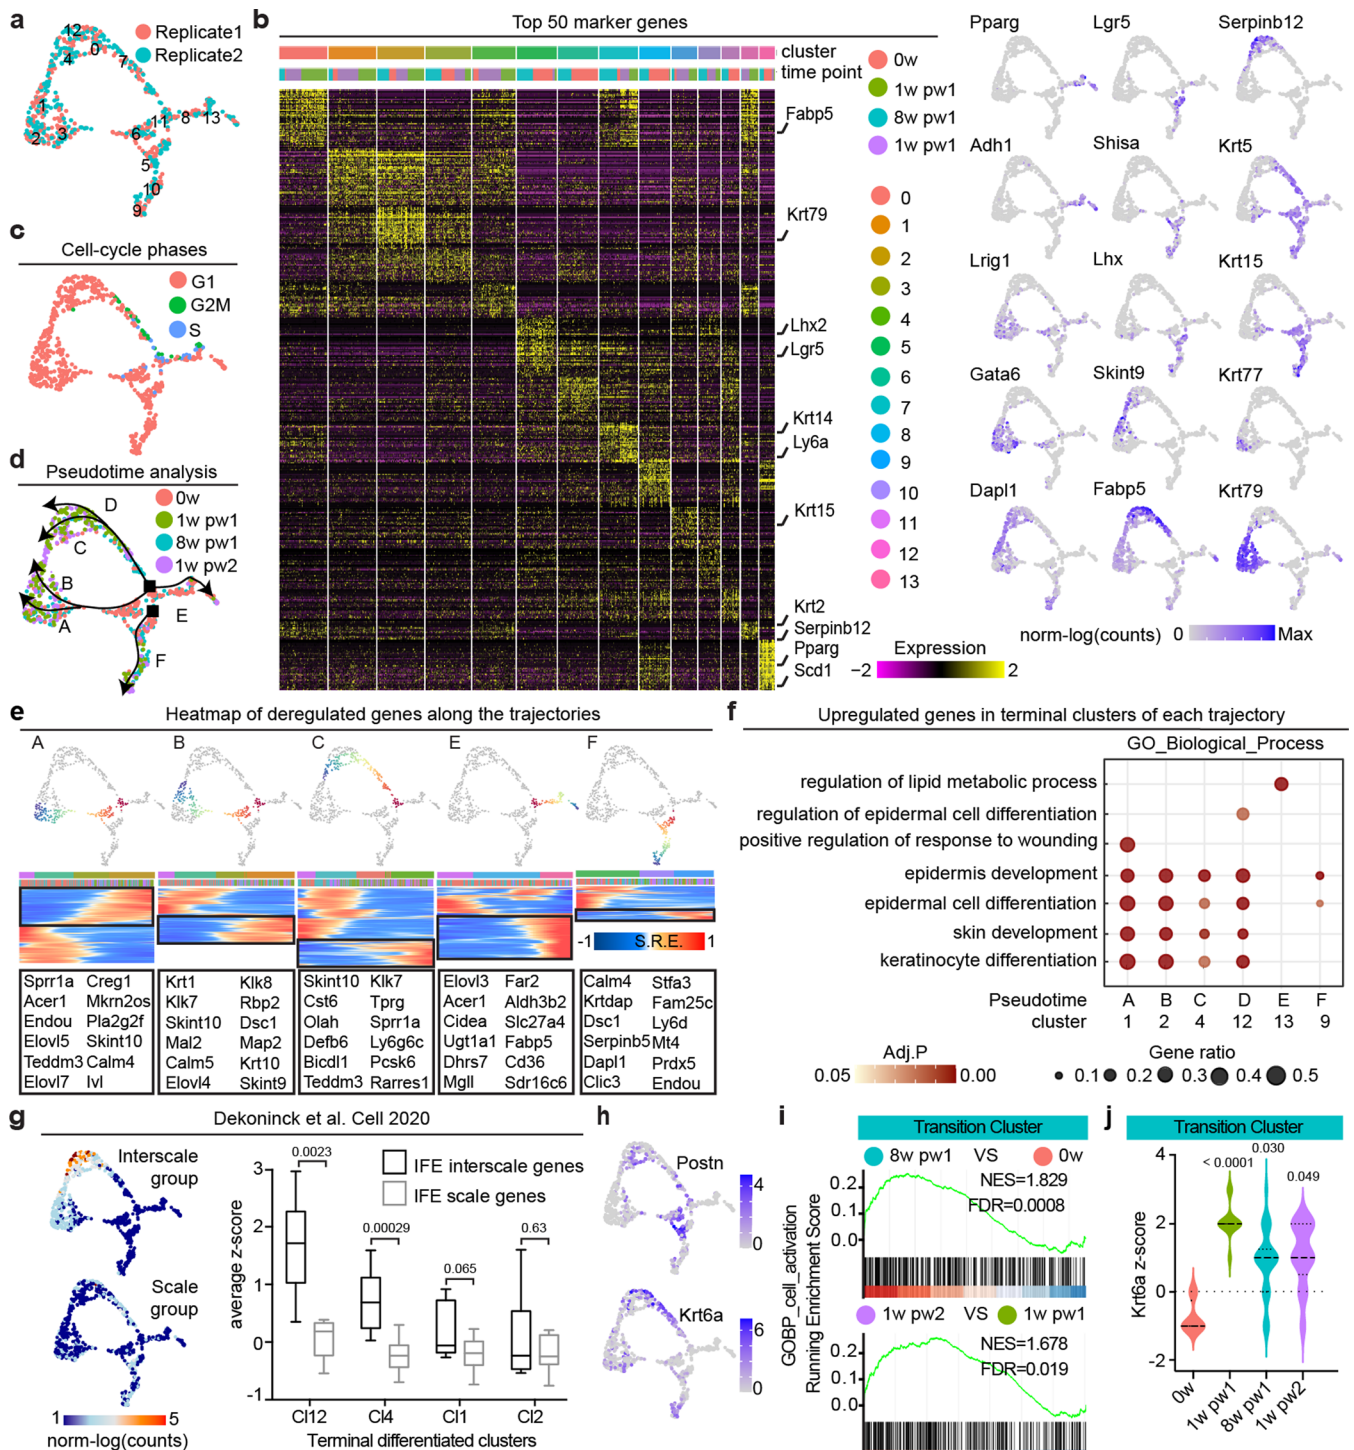 a
12
0
4
7
1
2
3
6
11
8
13
5
10
9
Replicate1
Replicate2
b
Top 50 marker genes
cluster
time point
Fabp5
Krt79
Lhx2
Lgr5
Krt14
Ly6a
Krt15
Krt2
Serpinb12
Pparg
Scd1
0w
1w pw1
8w pw1
1w pw1
0
1
2
3
4
5
6
7
8
9
10
11
12
13
Expression
−2
2
Pparg
Lgr5
Serpinb12
Adh1
Shisa
Krt5
Lrig1
Lhx
Krt15
Gata6
Skint9
Krt77
Dapl1
Fabp5
Krt79
norm-log(counts)
0
Max
c
Cell-cycle phases
G1
G2M
S
d
Pseudotime analysis
0w
1w pw1
8w pw1
1w pw2
D
C
B
A
E
F
e
Heatmap of deregulated genes along the trajectories
A
B
C
E
F
-1
S.R.E.
1
Sprr1a Creg1
Acer1 Mkrn2os
Endou Pla2g2f
Elovl5 Skint10
Teddm3 Calm4
Elovl7 Ivl
Krt1 Klk8
Klk7 Rbp2
Skint10 Dsc1
Mal2 Map2
Calm5 Krt10
Elovl4 Skint9
Skint10 Klk7
Cst6 Tprg
Olah Sprr1a
Defb6 Ly6g6c
Bicdl1 Pcsk6
Teddm3 Rarres1
Elovl3 Far2
Acer1 Aldh3b2
Cidea Slc27a4
Ugt1a1 Fabp5
Dhrs7 Cd36
Mgll Sdr16c6
Calm4 Stfa3
Krtdap Fam25c
Dsc1 Ly6d
Serpinb5 Mt4
Dapl1 Prdx5
Clic3 Endou
f
Upregulated genes in terminal clusters of each trajectory
GO_Biological_Process
regulation of lipid metabolic process
regulation of epidermal cell differentiation
positive regulation of response to wounding
epidermis development
epidermal cell differentiation
skin development
keratinocyte differentiation
Pseudotime A B C D E F
cluster 1 2 4 12 13 9
Adj.P
0.05
0.00
Gene ratio
0.1
0.2
0.3
0.4
0.5
g
Dekoninck et al. Cell 2020
Interscale
group
Scale
group
1
5
norm-log(counts)
average z-score
3
2
1
0
-1
0.0023
0.00029
0.065
0.63
IFE interscale genes
IFE scale genes
Cl12
Cl4
Cl1
Cl2
Terminal differentiated clusters
h
Postn
4
0
Krt6a
6
0
i
Transition Cluster
8w pw1 VS 0w
NES=1.829
FDR=0.0008
0.2
0.1
0.0
GOBP_cell_activation
Running Enrichment Score
1w pw2 VS 1w pw1
NES=1.678
FDR=0.019
0.2
0.1
0.0
j
Transition Cluster
Krt6a z-score
4
2
0
−2
< 0.0001
0.030
0.049
0w
1w pw1
8w pw1
1w pw2